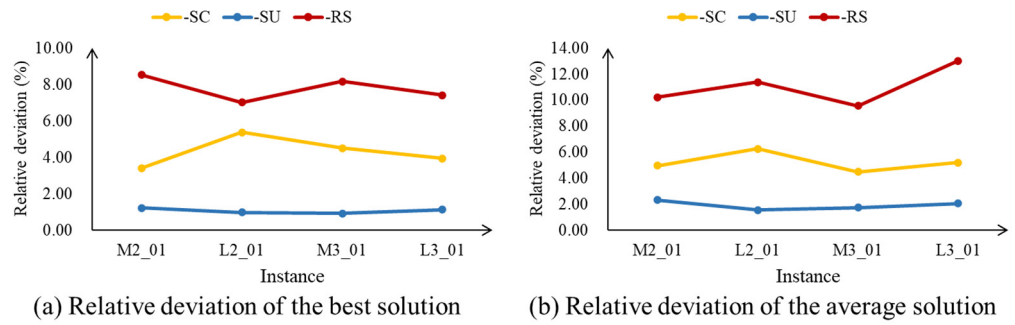 -SC -SU -RS
Relative deviation (%)
10.00
8.00
6.00
4.00
2.00
0.00
M2_01 L2_01 M3_01 L3_01
Instance
(a) Relative deviation of the best solution
-SC -SU -RS
Relative deviation (%)
14.00
12.00
10.00
8.00
6.00
4.00
2.00
0.00
M2_01 L2_01 M3_01 L3_01
Instance
(b) Relative deviation of the average solution